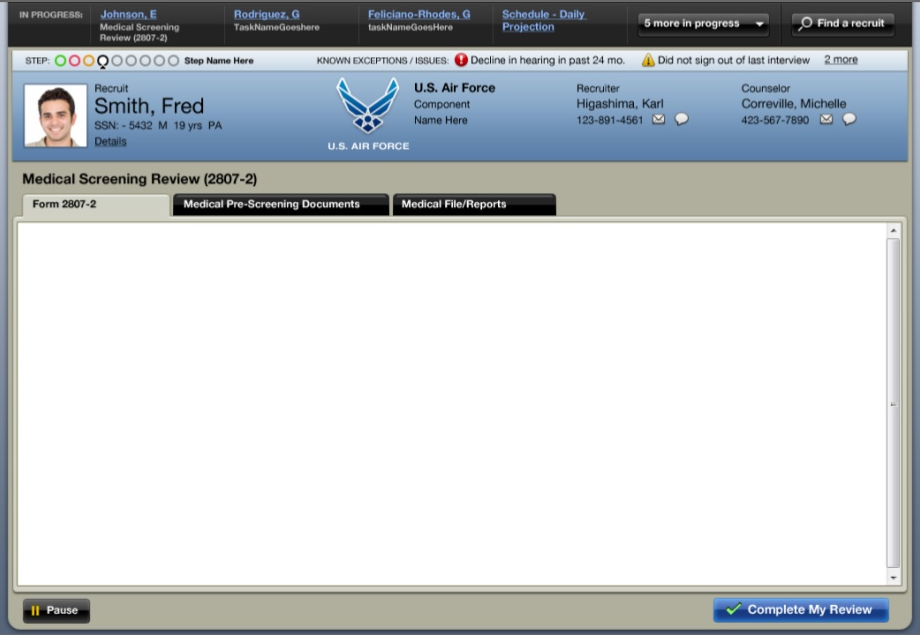 IN PROGRESS:
Johnson, E
Medical Screening
Review (2807-2)
Rodriguez, G
TaskNameGoeshere
Feliciano-Rhodes, G
taskNameGoesHere
Schedule - Daily
Projection
5 more in progress
Find a recruit
STEP:
Step Name Here
KNOWN EXCEPTIONS / ISSUES:
Decline in hearing in past 24 mo.
Did not sign out of last interview
2 more
Recruit
Smith, Fred
SSN: - 5432 M 19 yrs PA
Details
U.S. AIR FORCE
U.S. Air Force
Component
Name Here
Recruiter
Higashima, Karl
123-891-4561
Counselor
Correville, Michelle
423-567-7890
Medical Screening Review (2807-2)
Form 2807-2
Medical Pre-Screening Documents
Medical File/Reports
Pause
Complete My Review